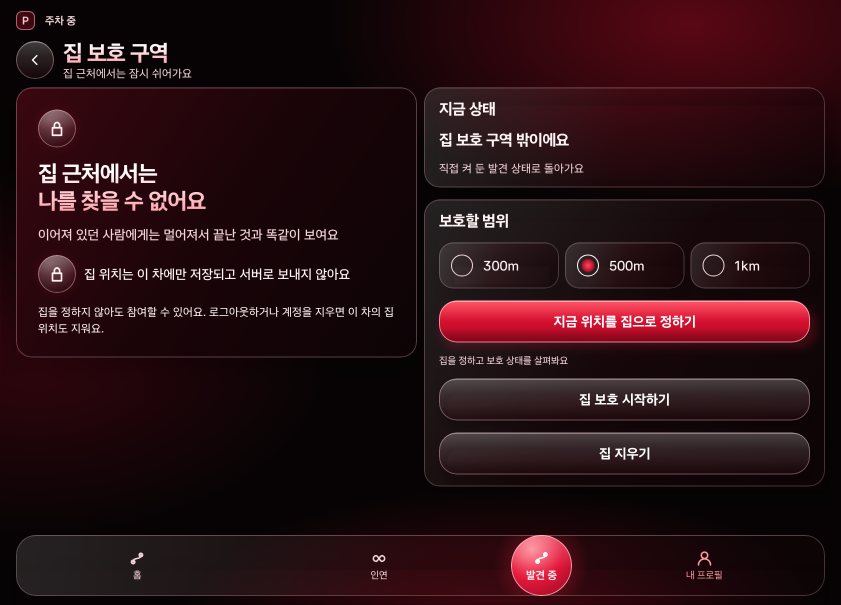 P 주차 중
집 보호 구역
집 근처에서는 잠시 쉬어가요
집 근처에서는
나를 찾을 수 없어요
이어져 있던 사람에게는 멀어져서 끝난 것과 똑같이 보여요
집 위치는 이 차에만 저장되고 서버로 보내지 않아요
집을 정하지 않아도 참여할 수 있어요. 로그아웃하거나 계정을 지우면 이 차의 집
위치도 지워요.
지금 상태
집 보호 구역 밖이에요
직접 켜 둔 발견 상태로 돌아가요
보호할 범위
300m 500m 1km
지금 위치를 집으로 정하기
집을 정하고 보호 상태를 살펴봐요
집 보호 시작하기
집 지우기
홈 인연 발견 중 내 프로필